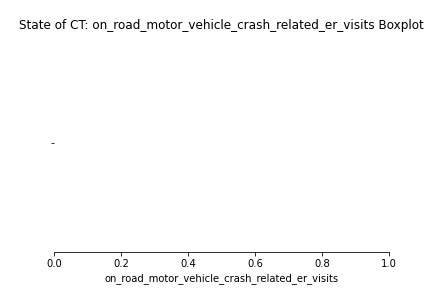 State of CT: on_road_motor_vehicle_crash_related_er_visits Boxplot
-
0.0 0.2 0.4 0.6 0.8 1.0
on_road_motor_vehicle_crash_related_er_visits